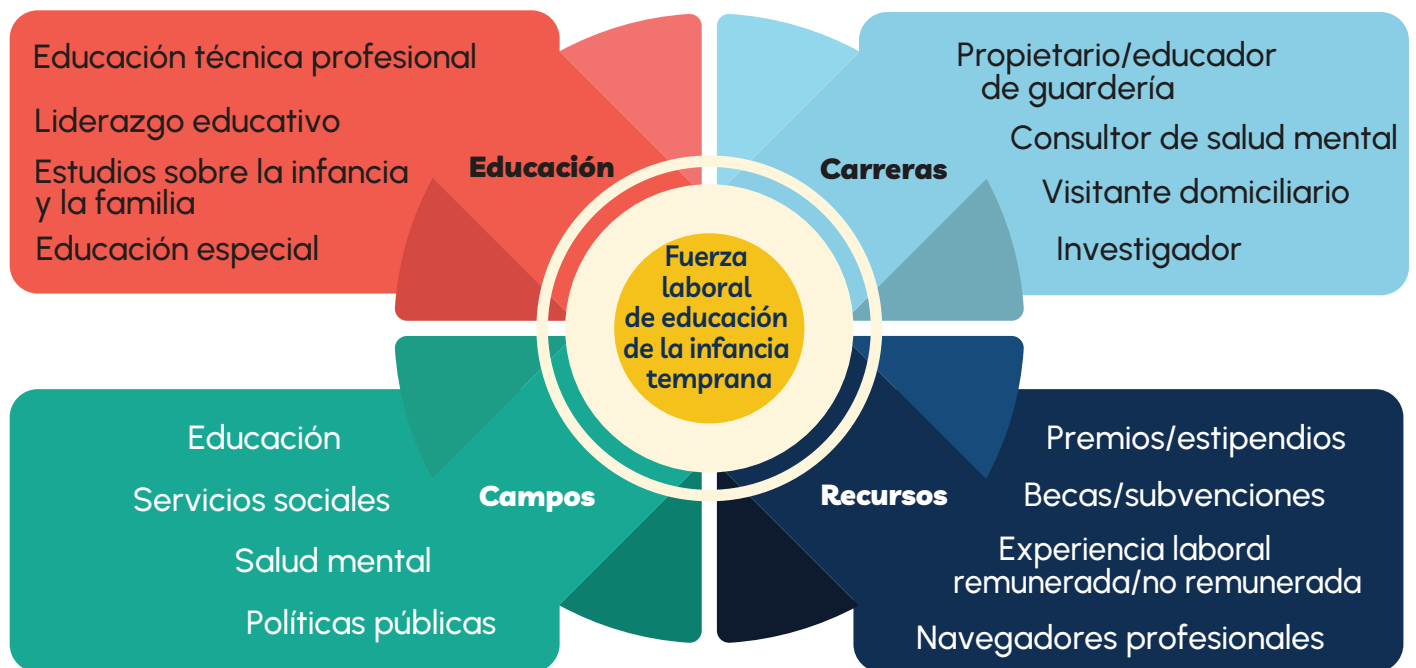 Educación técnica profesional
Liderazgo educativo
Estudios sobre la infancia
y la familia
Educación especial
Educación
Propietario/educador
de guardería
Consultor de salud mental
Visitante domiciliario
Investigador
Carreras
Fuerza
laboral
de educación
de la infancia
temprana
Educación
Servicios sociales
Salud mental
Políticas públicas
Campos
Premios/estipendios
Becas/subvenciones
Experiencia laboral
remunerada/no remunerada
Navegadores profesionales
Recursos